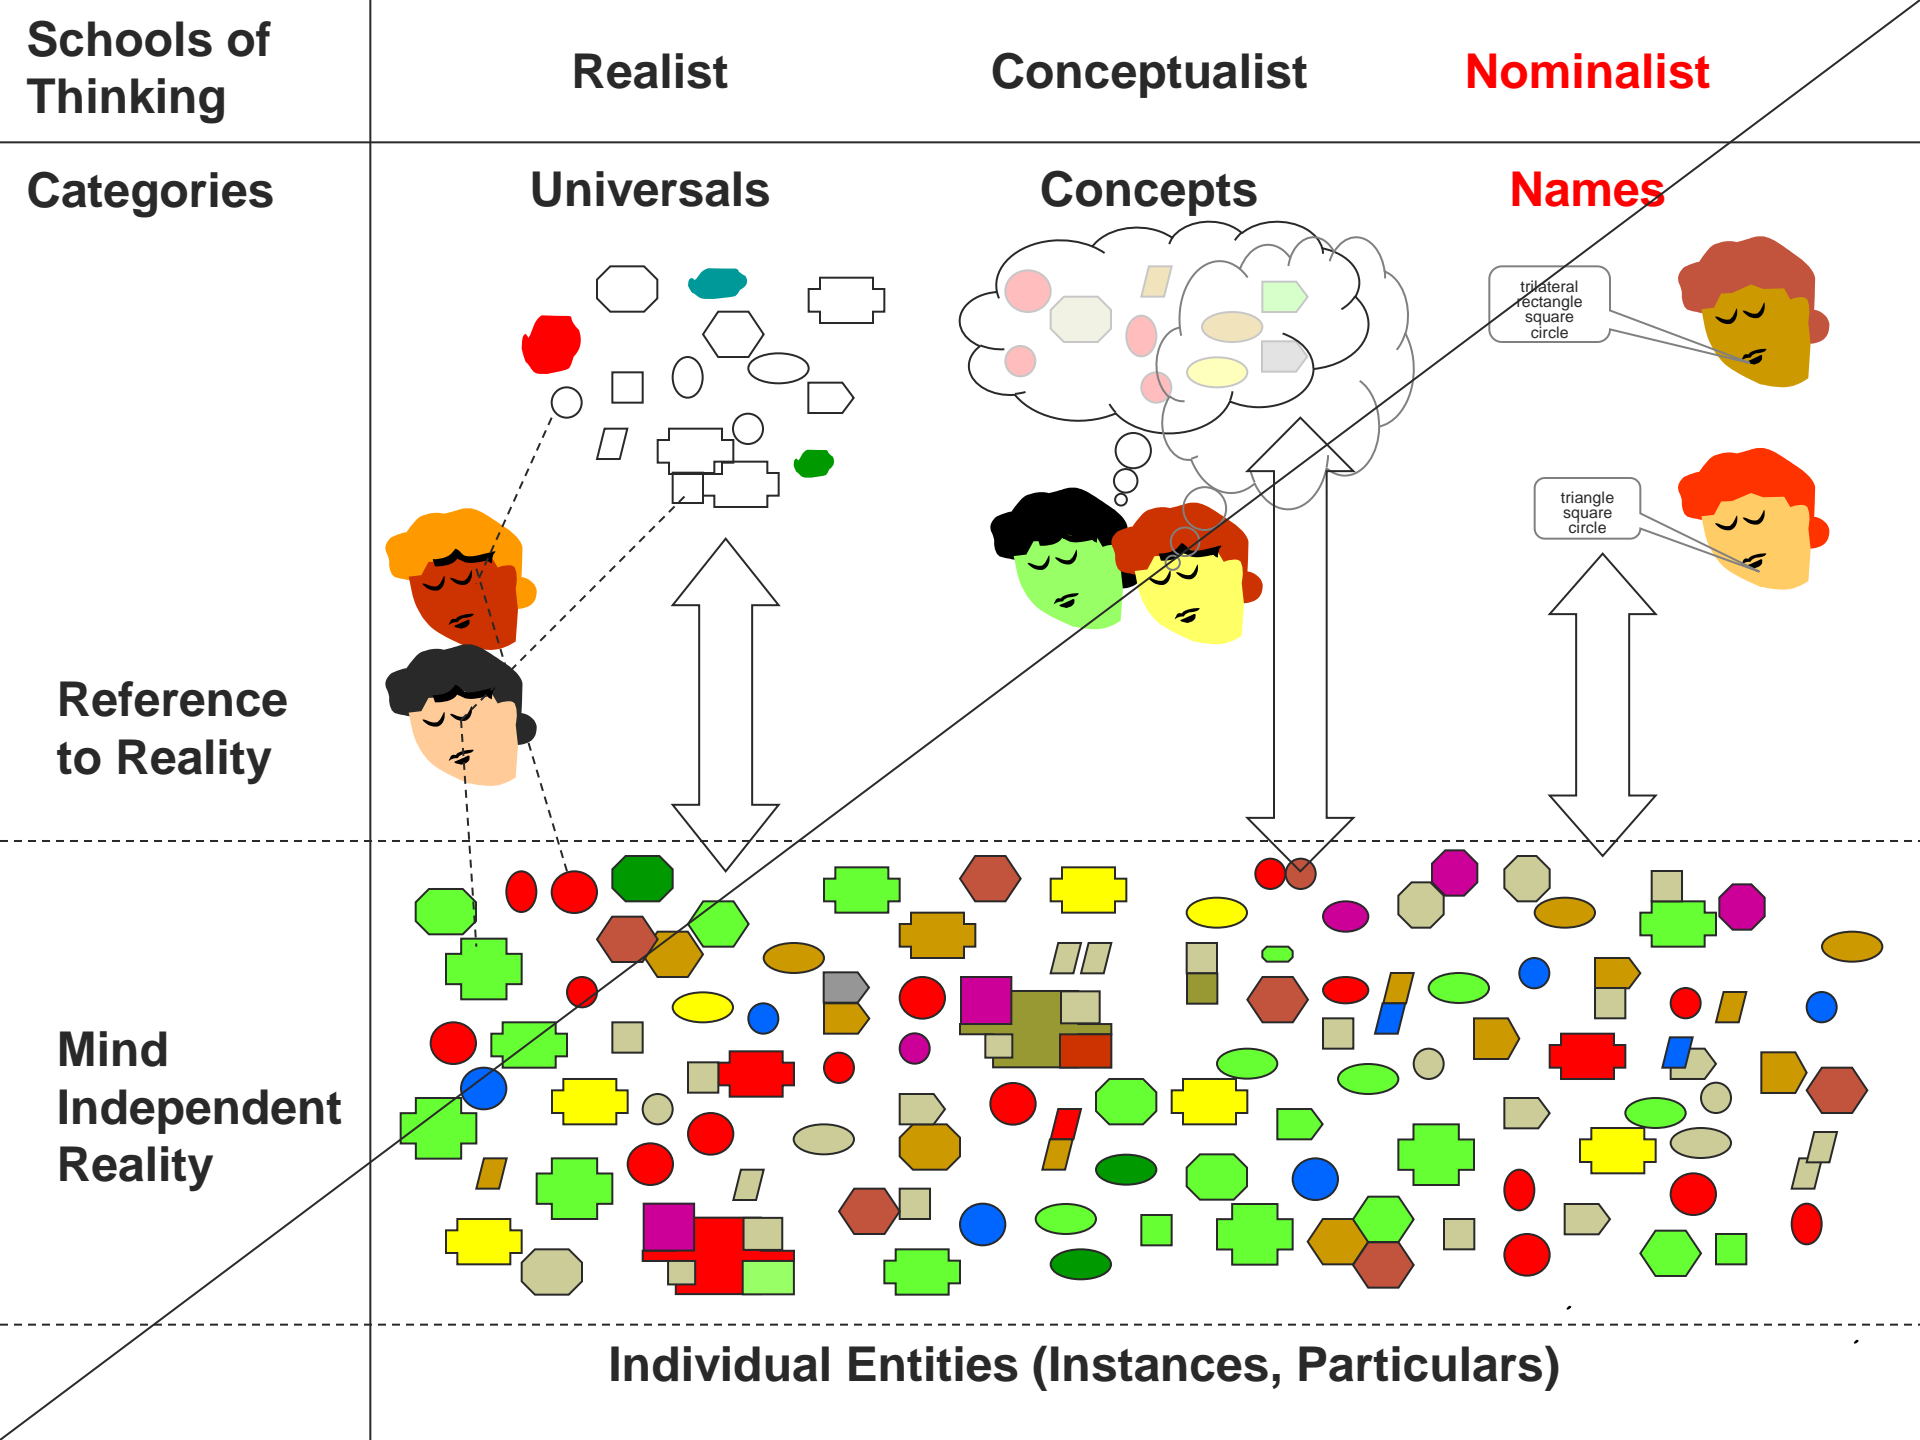 Schools of
Thinking
Realist
Conceptualist
Nominalist
Categories
Universals
Concepts
Names
trilateral
rectangle
square
circle
triangle
square
circle
Reference
to Reality
Mind
Independent
Reality
Individual Entities (Instances, Particulars)